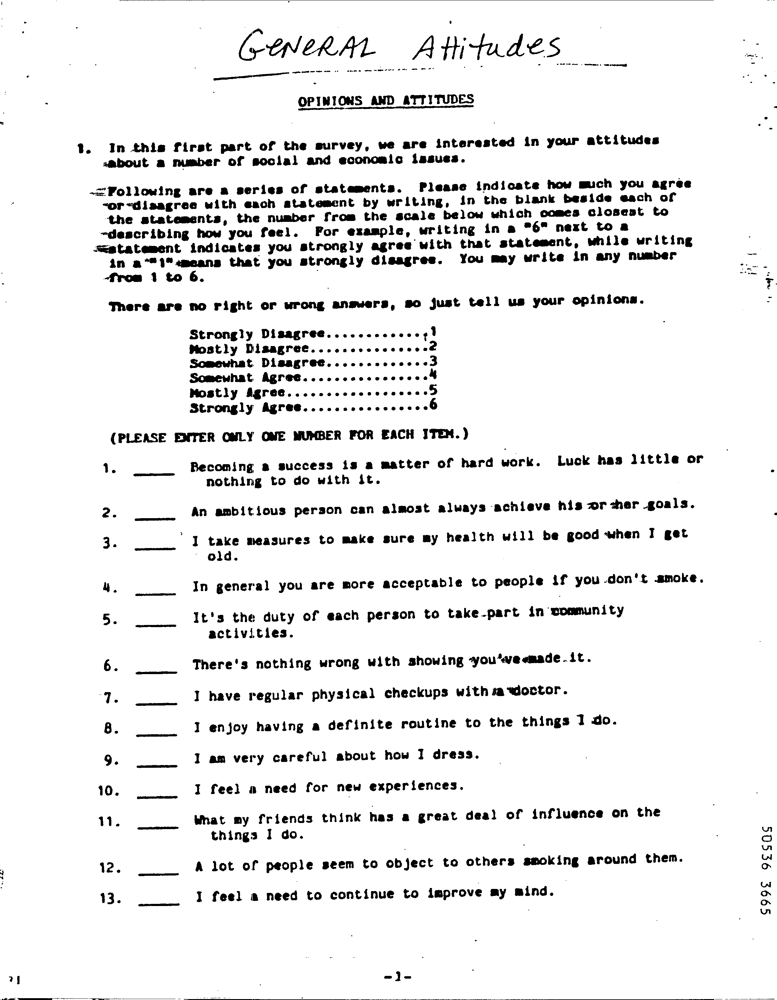 GENERAL Attitudes
OPINIONS AND ATTITUDES
1. In this first part of the survey, we are interested in your attitudes
about a number of social and economic issues.
Following are a series of statements. Please indicate how much you agree
or disagree with each statement by writing, in the blank beside each of
the statements, the number from the scale below which comes closest to
describing how you feel. For example, writing in a "6" next to a
statement indicates you strongly agree with that statement, while writing
in a "1" means that you strongly disagree. You may write in any number
from 1 to 6.
There are no right or wrong answers, so just tell us your opinions.
Strongly Disagree.............1
Mostly Disagree...............2
Somewhat Disagree.............3
Somewhat Agree................4
Mostly Agree..................5
Strongly Agree................6
(PLEASE ENTER ONLY ONE NUMBER FOR EACH ITEM.)
1. _____ Becoming a success is a matter of hard work. Luck has little or
nothing to do with it.
2. _____ An ambitious person can almost always achieve his or her goals.
3. _____ I take measures to make sure my health will be good when I get
old.
4. _____ In general you are more acceptable to people if you don't smoke.
5. _____ It's the duty of each person to take part in community
activities.
6. _____ There's nothing wrong with showing you've made it.
7. _____ I have regular physical checkups with a doctor.
8. _____ I enjoy having a definite routine to the things I do.
9. _____ I am very careful about how I dress.
10. _____ I feel a need for new experiences.
11. _____ What my friends think has a great deal of influence on the
things I do.
12. _____ A lot of people seem to object to others smoking around them.
13. _____ I feel a need to continue to improve my mind.
50536 3665
-1-